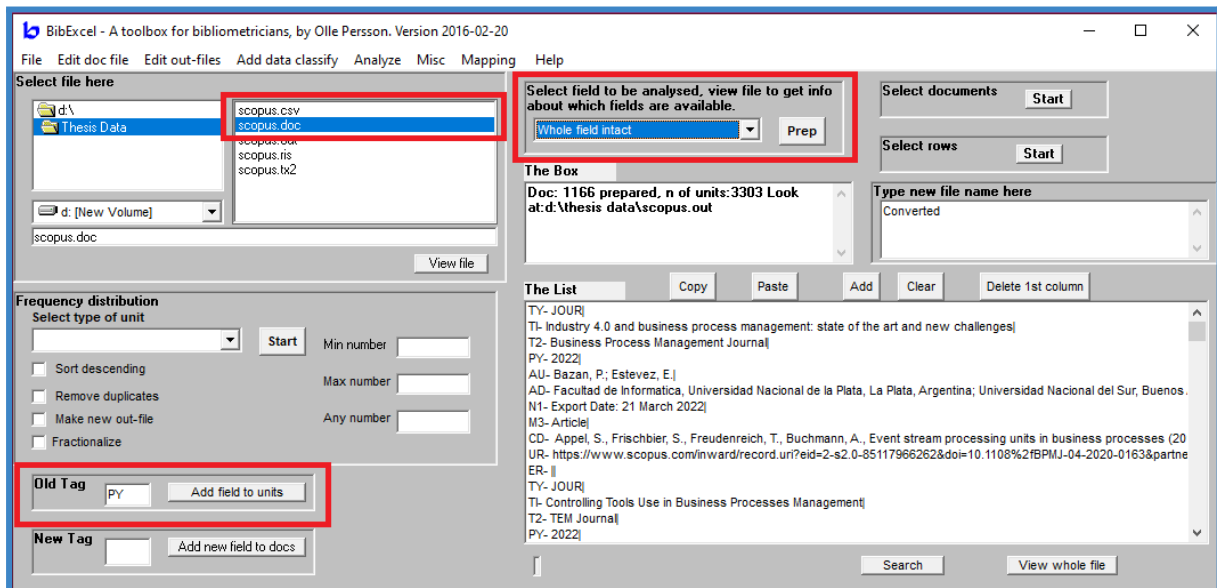 BibExcel - A toolbox for bibliometricians, by Olle Persson. Version 2016-02-20
File Edit doc file Edit out-files Add data classify Analyze Misc Mapping Help
Select file here
d:\
Thesis Data
scopus.csv
scopus.doc
scopus.out
scopus.ris
scopus.tx2
d: [New Volume]
scopus.doc
View file
Select field to be analysed, view file to get info
about which fields are available.
Whole field intact
Prep
Select documents
Start
Select rows
Start
The Box
Doc: 1166 prepared, n of units:3303 Look
at:d:\thesis data\scopus.out
Type new file name here
Converted
Frequency distribution
Select type of unit
Start
Sort descending
Remove duplicates
Make new out-file
Fractionalize
Min number
Max number
Any number
Old Tag
PY
Add field to units
New Tag
Add new field to docs
The List
Copy
Paste
Add
Clear
Delete 1st column
TY- JOUR|
TI- Industry 4.0 and business process management: state of the art and new challenges|
T2- Business Process Management Journal|
PY- 2022|
AU- Bazan, P.; Estevez, E.|
AD- Facultad de Informatica, Universidad Nacional de la Plata, La Plata, Argentina; Universidad Nacional del Sur, Buenos
N1- Export Date: 21 March 2022|
M3- Article|
CD- Appel, S., Frischbier, S., Freudenreich, T., Buchmann, A., Event stream processing units in business processes (20
UR- https://www.scopus.com/inward/record.uri?eid=2-s2.0-85117966262&doi=10.1108%2fBPMJ-04-2020-0163&partne
ER- ||
TY- JOUR|
TI- Controlling Tools Use in Business Processes Management|
T2- TEM Journal|
PY- 2022|
Search
View whole file